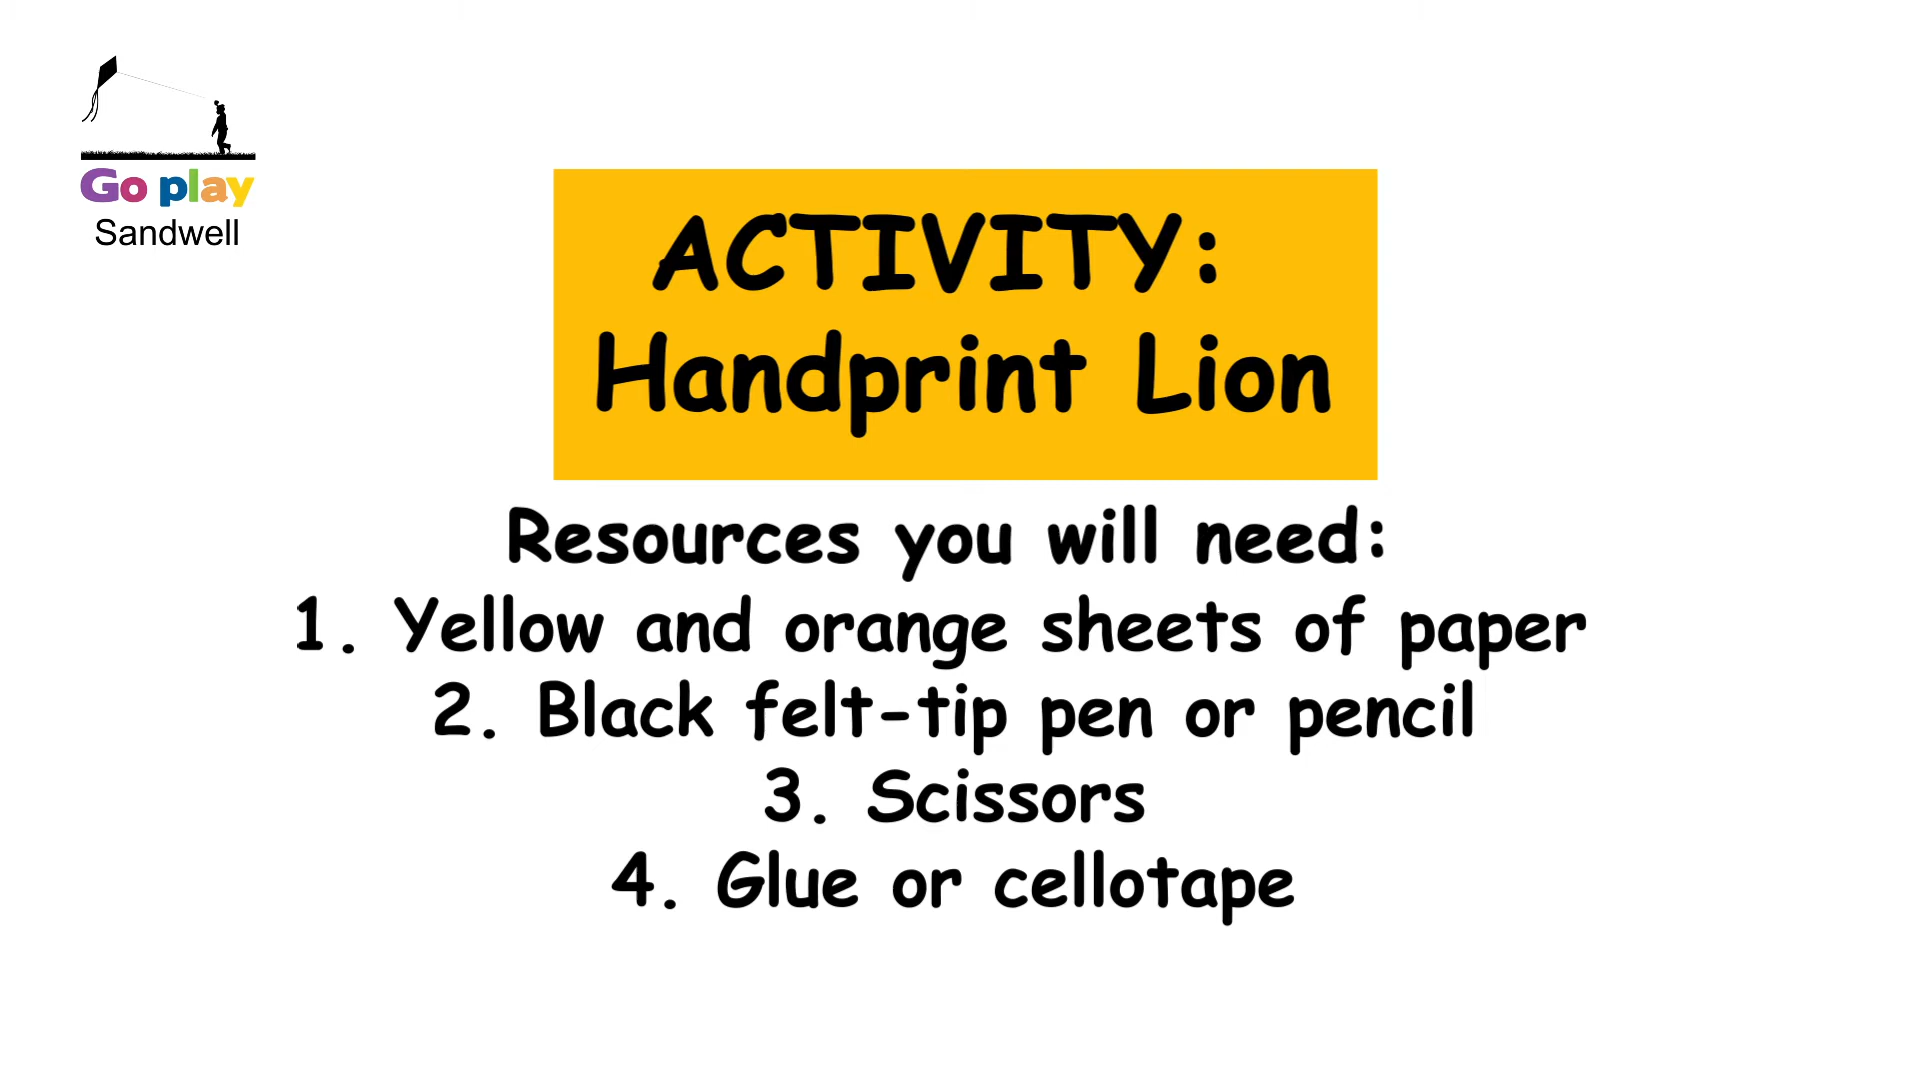 Go play
Sandwell
ACTIVITY:
Handprint Lion
Resources you will need:
1. Yellow and orange sheets of paper
2. Black felt-tip pen or pencil
3. Scissors
4. Glue or cellotape